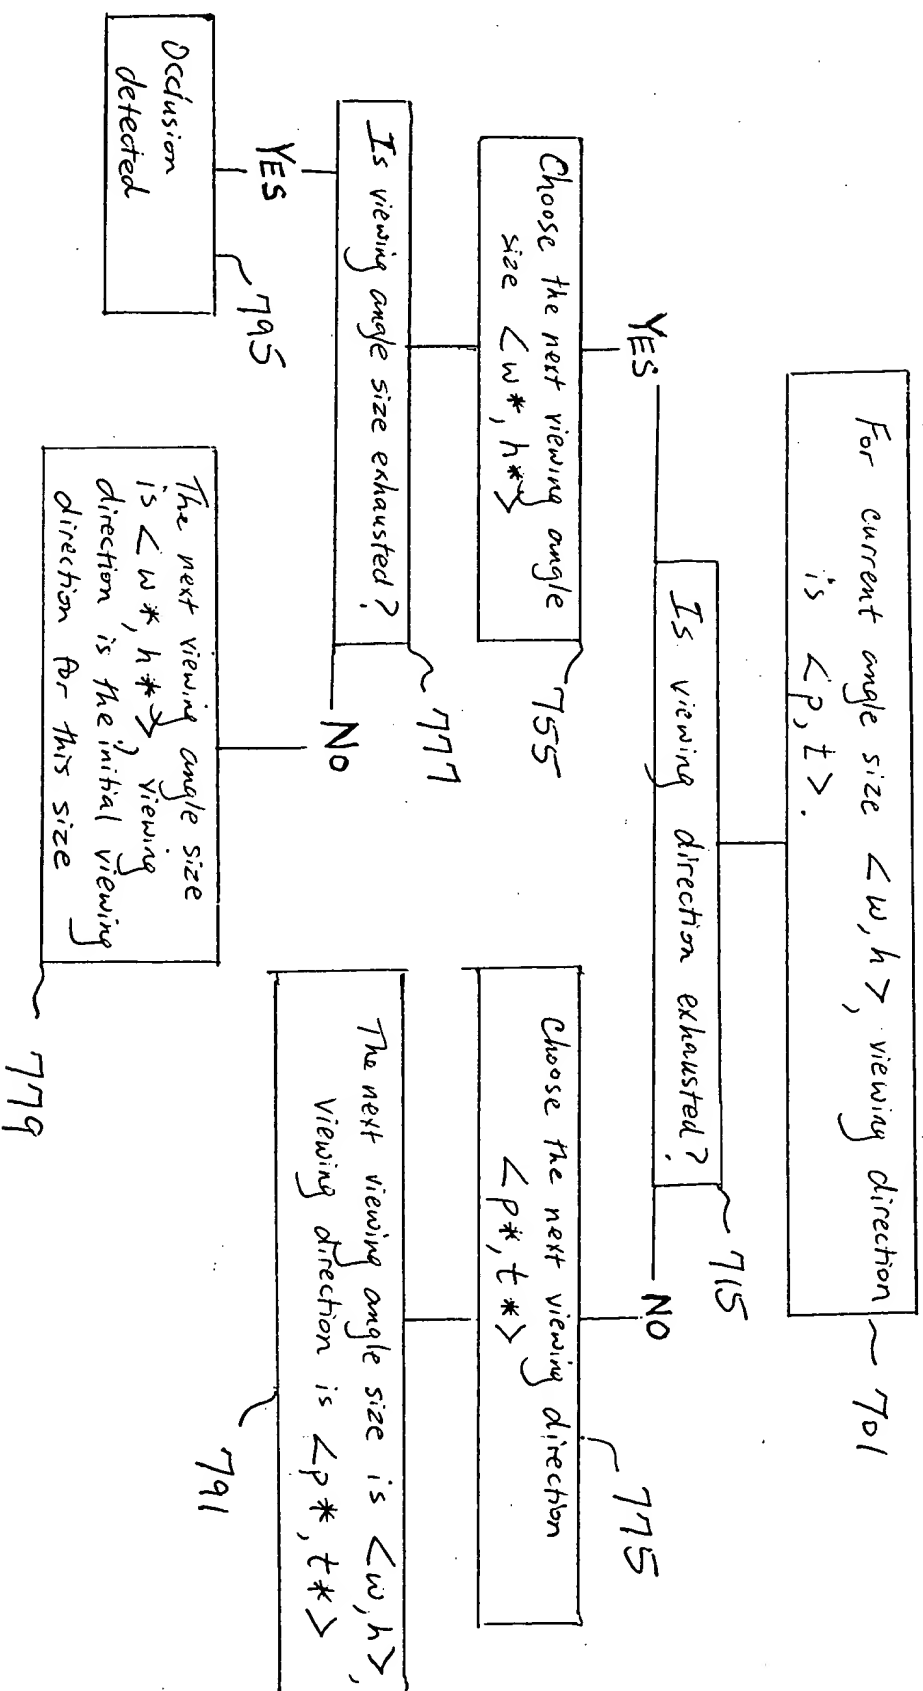 For current angle size <w, h>, viewing direction
is <p, t>.
701
Is viewing direction exhausted?
715
YES
NO
Choose the next viewing angle
size <w*, h*>
755
Choose the next viewing direction
<p*, t*>
775
Is viewing angle size exhausted?
777
The next viewing angle size is <w, h>,
viewing direction is <p*, t*>
791
YES
No
Occlusion
detected
795
The next viewing angle size
is <w*, h*>, viewing
direction is the initial viewing
direction for this size
779